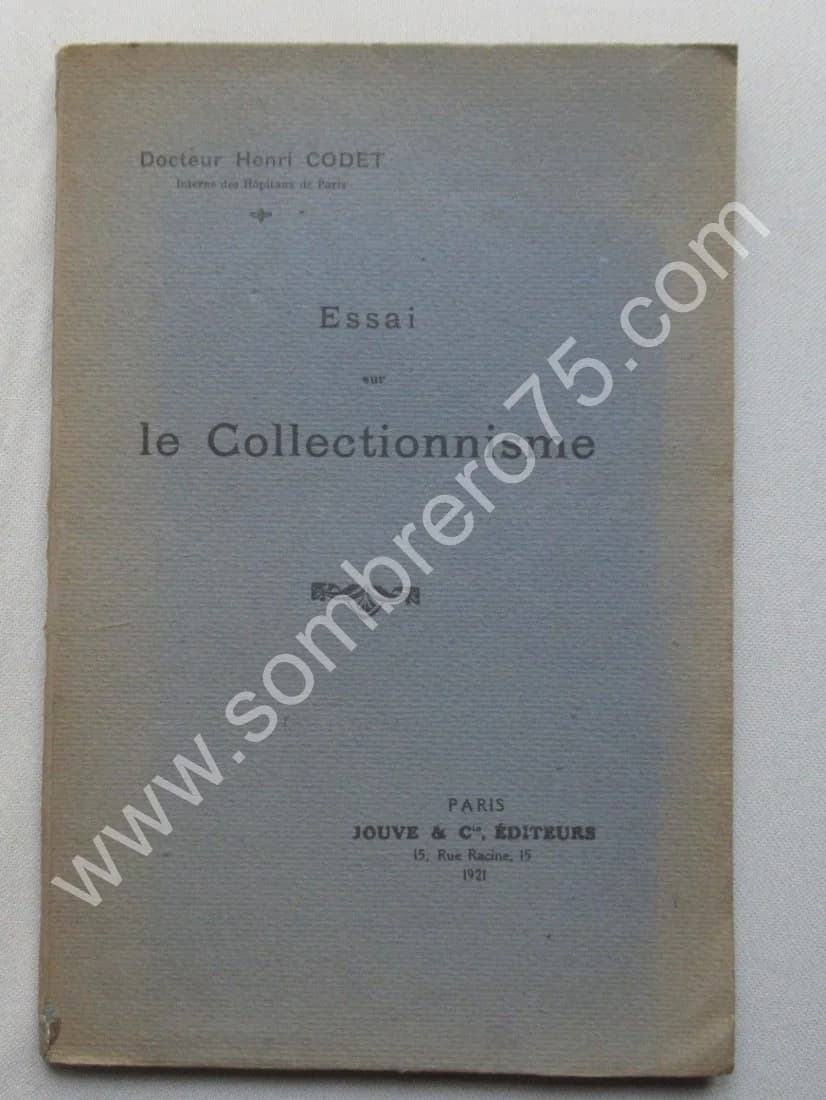 Docteur Henri CODET
Interne des Hôpitaux de Paris
Essai
sur
le Collectionnisme
PARIS
JOUVE & Cie, ÉDITEURS
15, Rue Racine, 15
1921
www.sombrero75.com